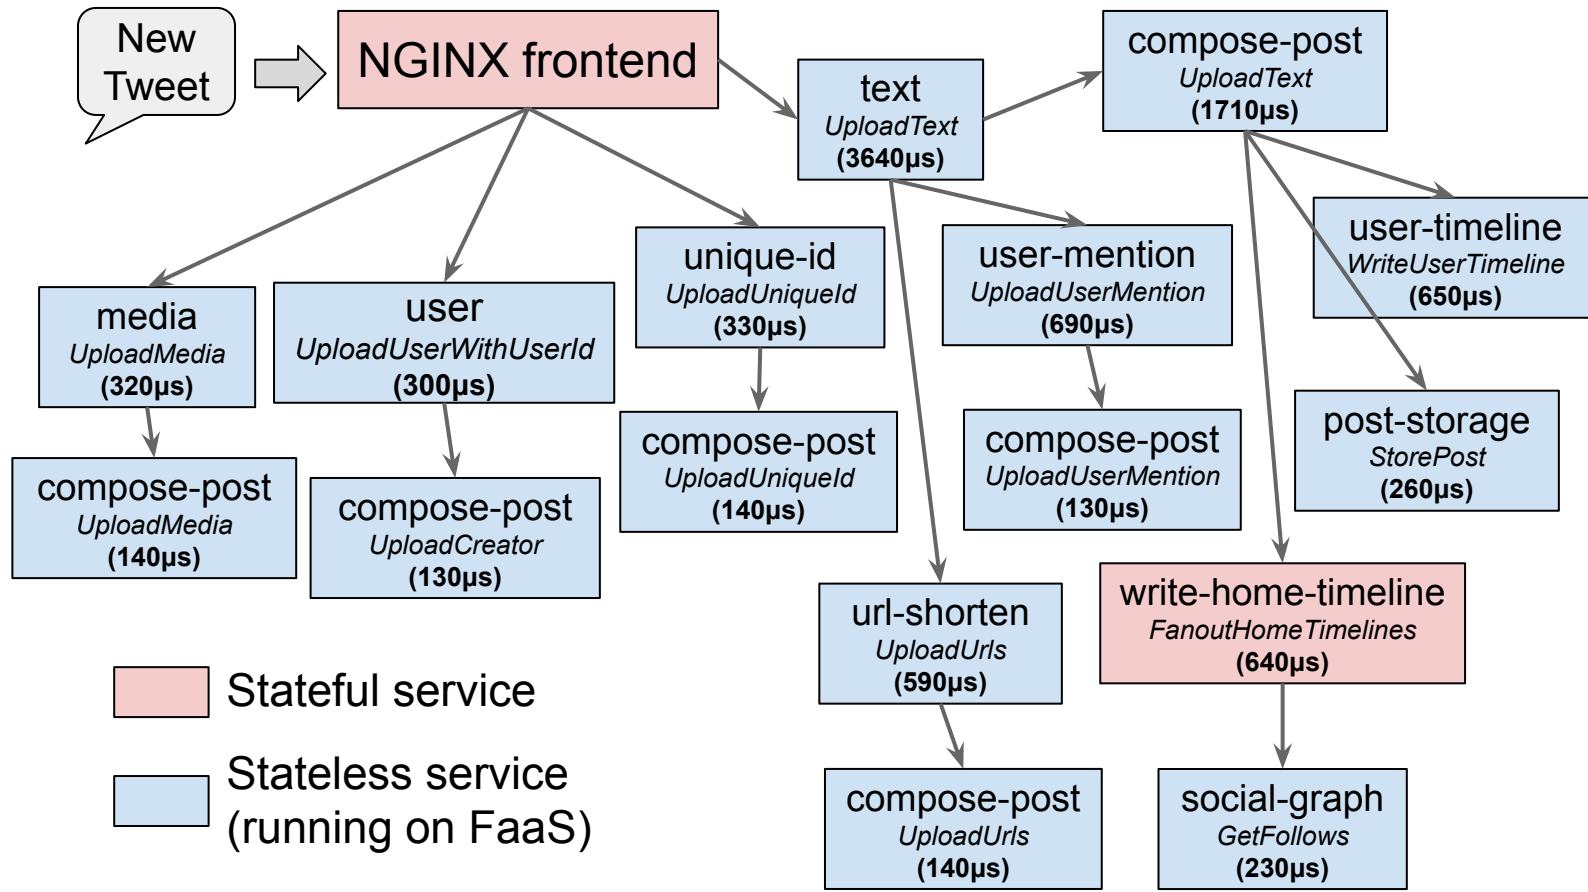 New
Tweet
NGINX frontend
text
UploadText
(3640µs)
compose-post
UploadText
(1710µs)
media
UploadMedia
(320µs)
user
UploadUserWithUserId
(300µs)
unique-id
UploadUniqueId
(330µs)
user-mention
UploadUserMention
(690µs)
user-timeline
WriteUserTimeline
(650µs)
compose-post
UploadMedia
(140µs)
compose-post
UploadCreator
(130µs)
compose-post
UploadUniqueId
(140µs)
compose-post
UploadUserMention
(130µs)
post-storage
StorePost
(260µs)
url-shorten
UploadUrls
(590µs)
write-home-timeline
FanoutHomeTimelines
(640µs)
compose-post
UploadUrls
(140µs)
social-graph
GetFollows
(230µs)
Stateful service
Stateless service
(running on FaaS)